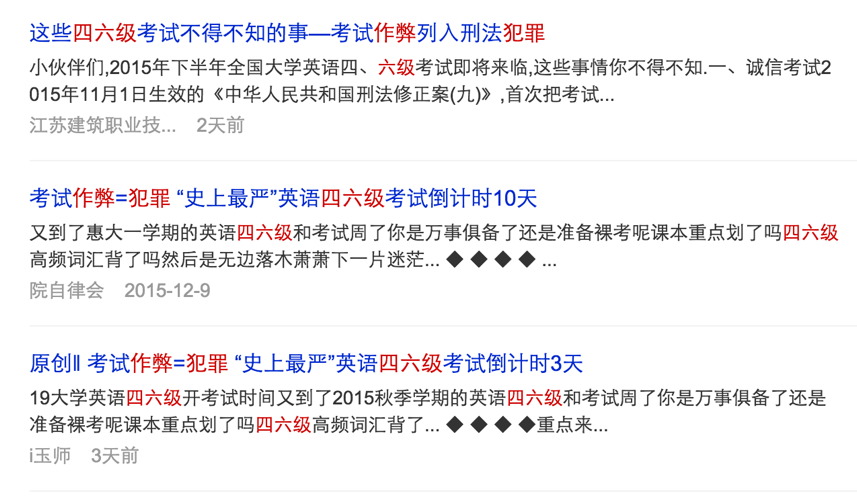 这些四六级考试不得不知的事—考试作弊列入刑法犯罪
小伙伴们,2015年下半年全国大学英语四、六级考试即将来临,这些事情你不得不知.一、诚信考试2
015年11月1日生效的《中华人民共和国刑法修正案(九)》,首次把考试...
江苏建筑职业技... 2天前
考试作弊=犯罪 “史上最严”英语四六级考试倒计时10天
又到了惠大一学期的英语四六级和考试周了你是万事俱备了还是准备裸考呢课本重点划了吗四六级
高频词汇背了吗然后是无边落木萧萧下一片迷茫... ◆ ◆ ◆ ◆ ...
院自律会 2015-12-9
原创‖ 考试作弊=犯罪 “史上最严”英语四六级考试倒计时3天
19大学英语四六级开考试时间又到了2015秋季学期的英语四六级和考试周了你是万事俱备了还是
准备裸考呢课本重点划了吗四六级高频词汇背了... ◆ ◆ ◆ ◆重点来...
i玉师 3天前